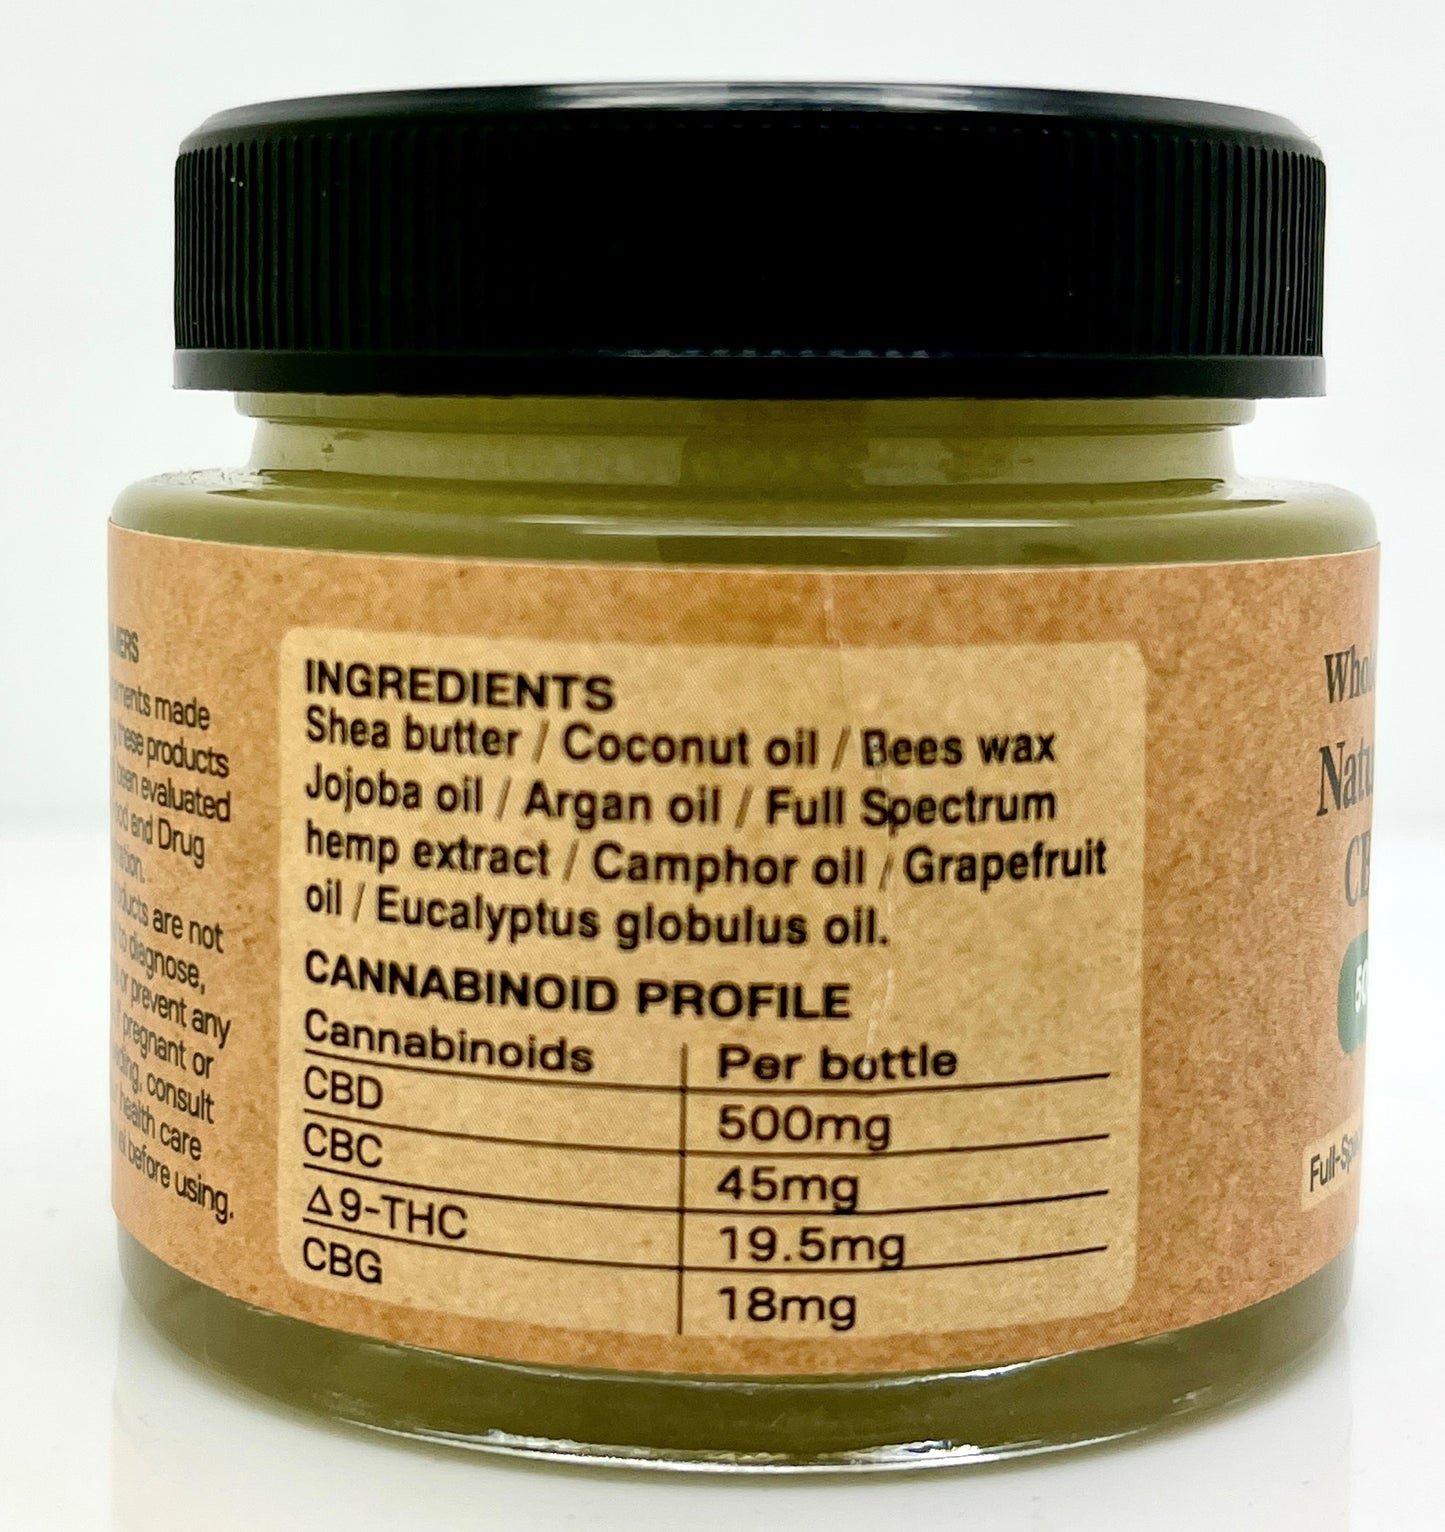 made
these products
been evaluated
and Drug
are not
to diagnose,
or prevent any
pregnant or
consult
health care
before using.
INGREDIENTS
Shea butter / Coconut oil / Bees wax
Jojoba oil / Argan oil / Full Spectrum
hemp extract / Camphor oil / Grapefruit
oil / Eucalyptus globulus oil.
CANNABINOID PROFILE
Cannabinoids Per bottle
CBD 500mg
CBC 45mg
Δ9-THC 19.5mg
CBG 18mg